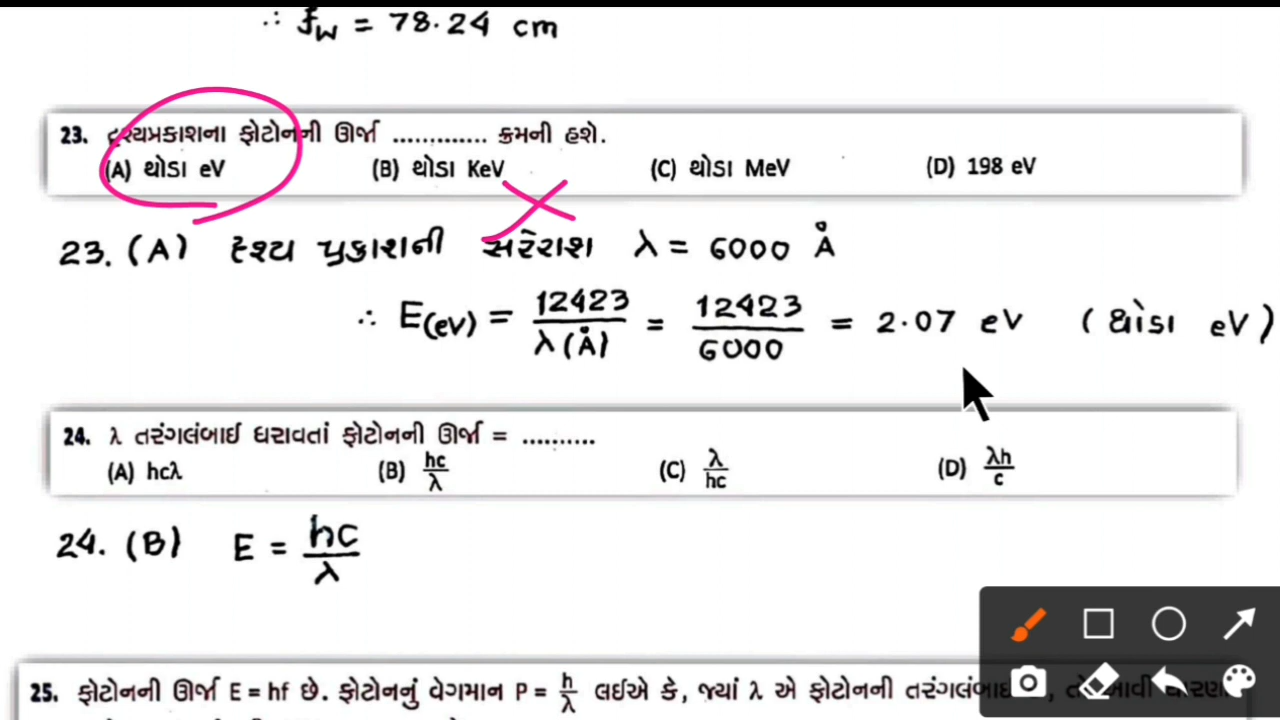 ∴ fw = 78.24 cm
23. દૃશ્યપ્રકાશના ફોટોનની ઊર્જા ............. ક્રમની હશે.
(A) થોડા eV (B) થોડા KeV (C) થોડા MeV (D) 198 eV
23. (A) દૃશ્ય પ્રકાશની સરેરાશ λ = 6000 Å
∴ E(eV) = 12423/λ(Å) = 12423/6000 = 2.07 eV (થોડા eV)
24. λ તરંગલંબાઈ ધરાવતાં ફોટોનની ઊર્જા = ..........
(A) hcλ (B) hc/λ (C) λ/hc (D) λh/c
24. (B) E = hc/λ
25. ફોટોનની ઊર્જા E = hf છે. ફોટોનનું વેગમાન P = h/λ લઈએ કે, જ્યાં λ એ ફોટોનની તરંગલંબાઈ